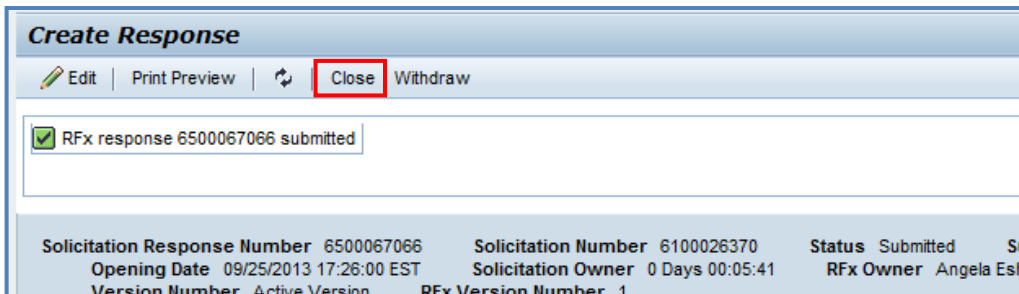 Create Response
Edit Print Preview Close Withdraw
RFx response 6500067066 submitted
Solicitation Response Number 6500067066 Solicitation Number 6100026370 Status Submitted
Opening Date 09/25/2013 17:26:00 EST Solicitation Owner 0 Days 00:05:41 RFx Owner Angela
Version Number Active Version RFx Version Number 1